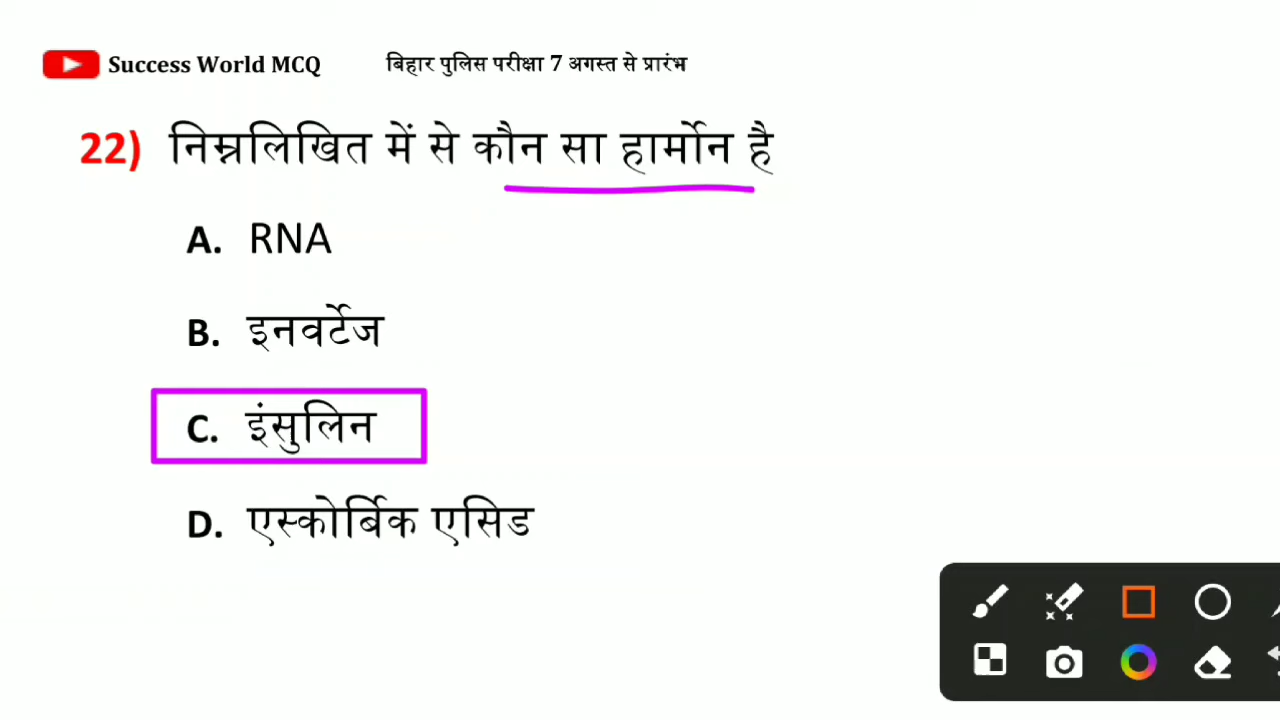 Success World MCQ बिहार पुलिस परीक्षा 7 अगस्त से प्रारंभ
22) निम्नलिखित में से कौन सा हार्मोन है
A. RNA
B. इनवर्टेज
C. इंसुलिन
D. एस्कोर्बिक एसिड